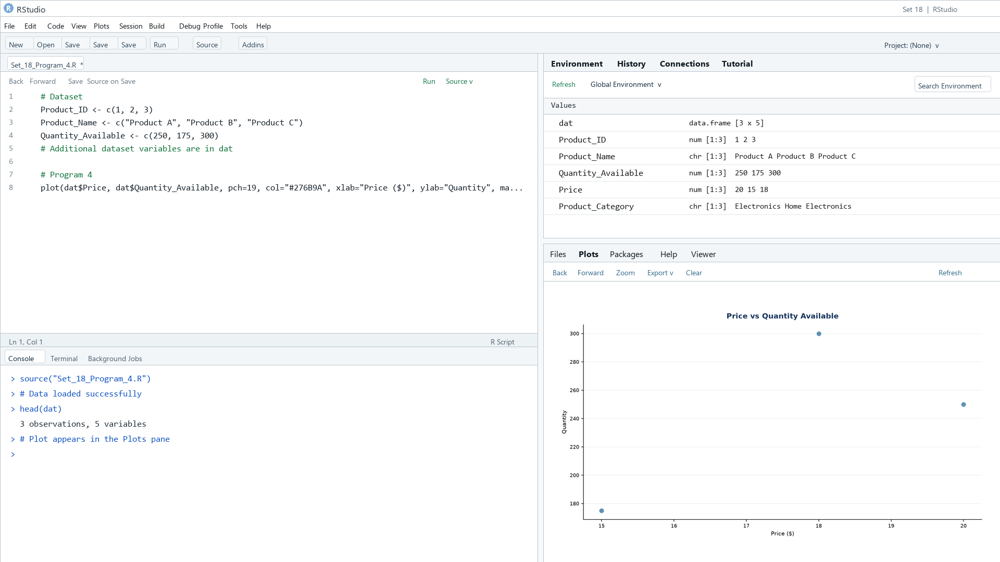 R RStudio
Set 18 | RStudio
File Edit Code View Plots Session Build Debug Profile Tools Help
New Open Save Save Save Run Source Addins
Project: (None) v
Set_18_Program_4.R *
Back Forward Save Source on Save Run Source v
1 # Dataset
2 Product_ID <- c(1, 2, 3)
3 Product_Name <- c("Product A", "Product B", "Product C")
4 Quantity_Available <- c(250, 175, 300)
5 # Additional dataset variables are in dat
6
7 # Program 4
8 plot(dat$Price, dat$Quantity_Available, pch=19, col="#276B9A", xlab="Price ($)", ylab="Quantity", ma...
Ln 1, Col 1 R Script
Console Terminal Background Jobs
> source("Set_18_Program_4.R")
> # Data loaded successfully
> head(dat)
3 observations, 5 variables
> # Plot appears in the Plots pane
>
Environment History Connections Tutorial
Refresh Global Environment v Search Environment
Values
dat data.frame [3 x 5]
Product_ID num [1:3] 1 2 3
Product_Name chr [1:3] Product A Product B Product C
Quantity_Available num [1:3] 250 175 300
Price num [1:3] 20 15 18
Product_Category chr [1:3] Electronics Home Electronics
Files Plots Packages Help Viewer
Back Forward Zoom Export v Clear Refresh
Price vs Quantity Available
300
280
260
240
220
200
180
Quantity
15 16 17 18 19 20
Price ($)